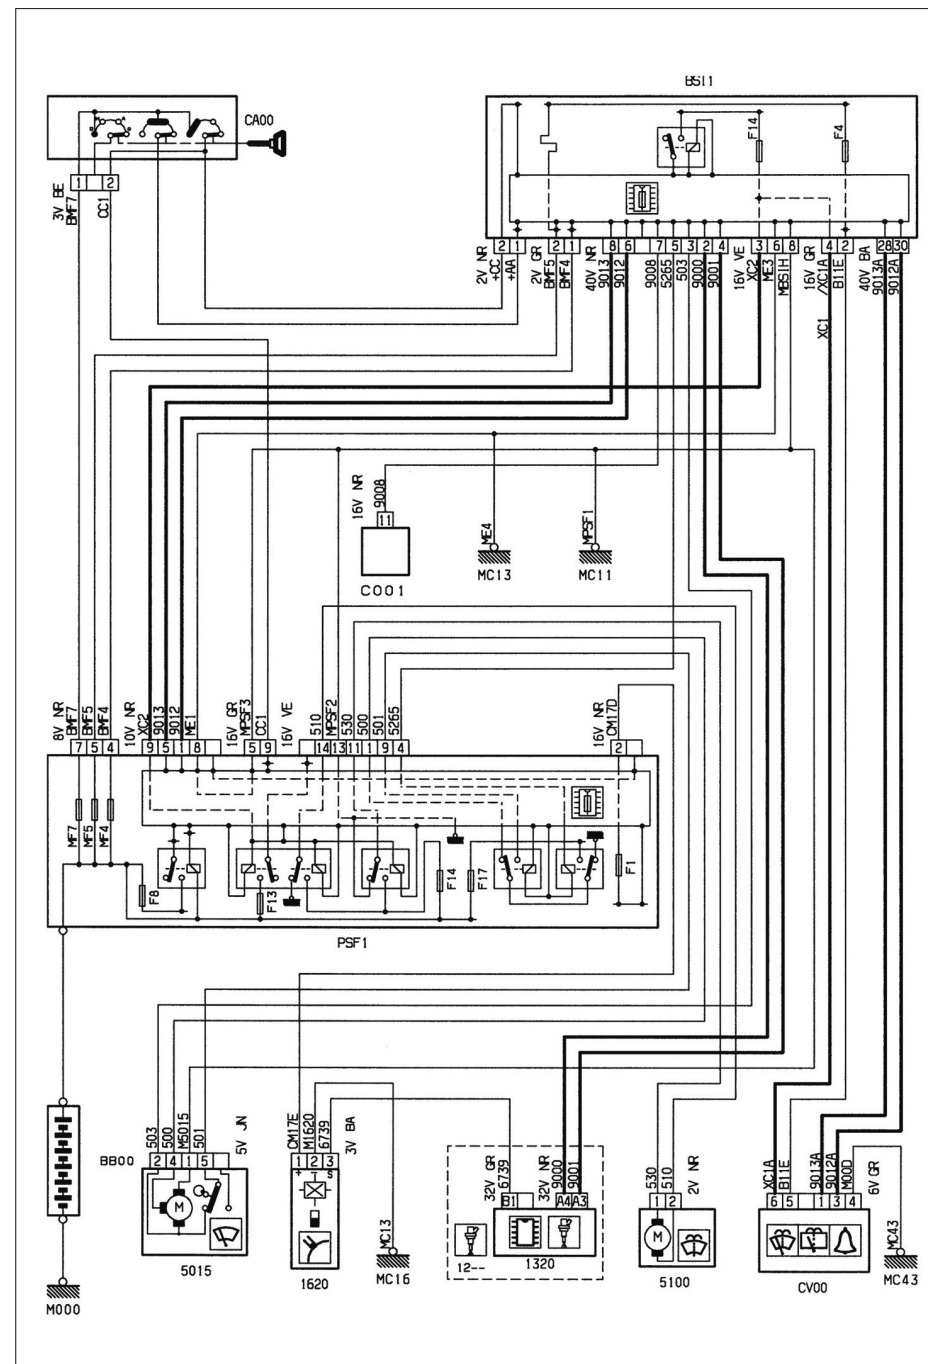 BSI1
CA00
F14
F4
1 2
3V BE
BMF7
CC1
2 1
2 1
8 6 7 5 3 2 4
3 6 8
4 2
28 30
2V NR
+CC
+AA
2V GR
BMF5
BMF4
40V NR
9013
9012
9008
5265
503
9000
9001
16V VE
XC2
ME3
MBSIH
16V GR
/XC1A
B11E
40V BA
9013A
9012A
XC1
16V NR
9008
11
C001
ME4
MC13
MPSF1
MC11
8V NR
BMF7
BMF5
BMF4
10V NR
XC2
9013
9012
ME1
16V GR
MPSF3
CC1
16V VE
510
MPSF2
530
500
501
5265
16V NR
CM17D
7 5 4
9 5 1 8
5 9
14 13 11 1 9 4
2
MF7
MF5
MF4
F8
F13
F14
F17
F1
PSF1
BB00
503
500
M5015
501
5V JN
2 4 1 5
M
5015
CM17E
M1620
6739
3V BA
1 2 3
+ − S
1620
MC13
MC16
32V GR
6739
32V NR
9000
9001
B1
A4 A3
12--
1320
530
510
2V NR
1 2
M
5100
XC1A
B11E
9013A
9012A
M00D
6V GR
6 5 1 3 4
CV00
MC43
MC43
M000